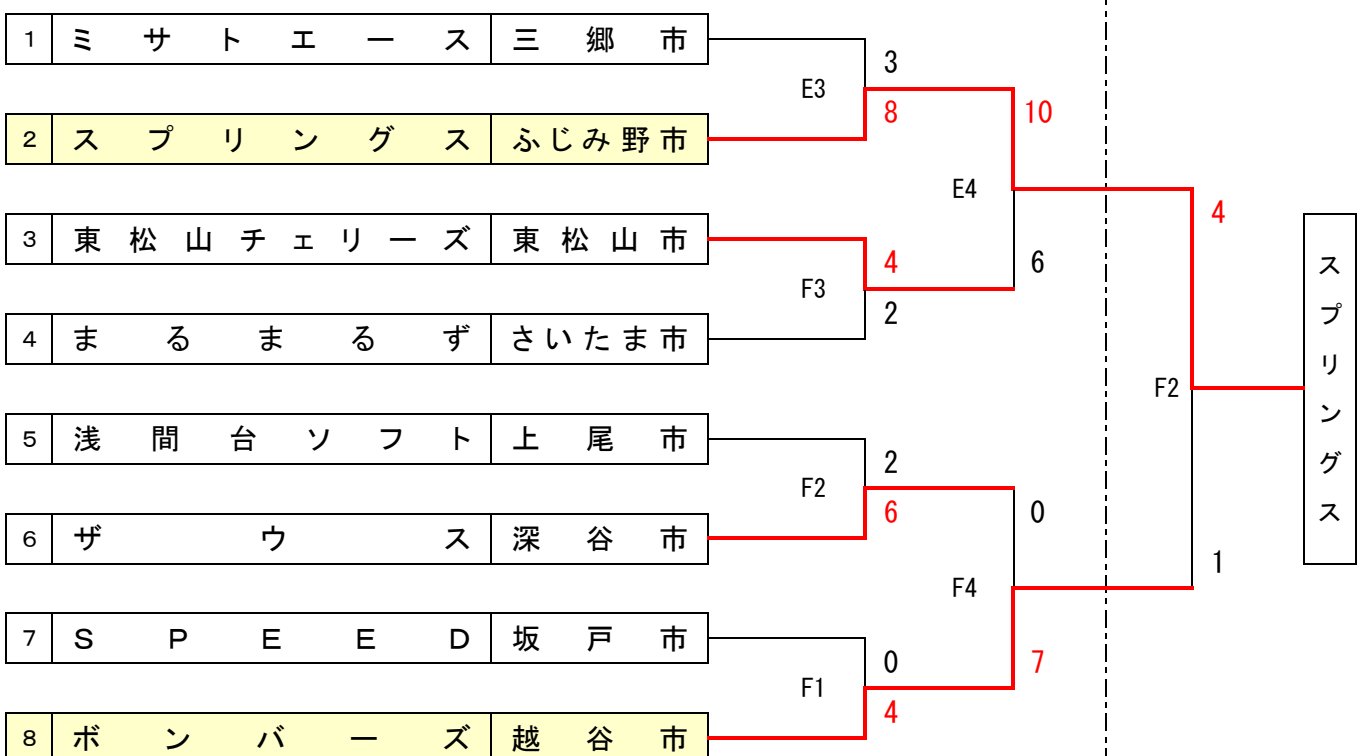 1 ミサトエース 三郷市
3
E3
8
10
2 スプリングス ふじみ野市
E4
4
3 東松山チェリーズ 東松山市
4
6
F3
2
4 まるまるず さいたま市
スプリングス
F2
5 浅間台ソフト 上尾市
2
F2
6
0
6 ザウス 深谷市
1
F4
7 SPEED 坂戸市
0
7
F1
4
8 ボンバーズ 越谷市